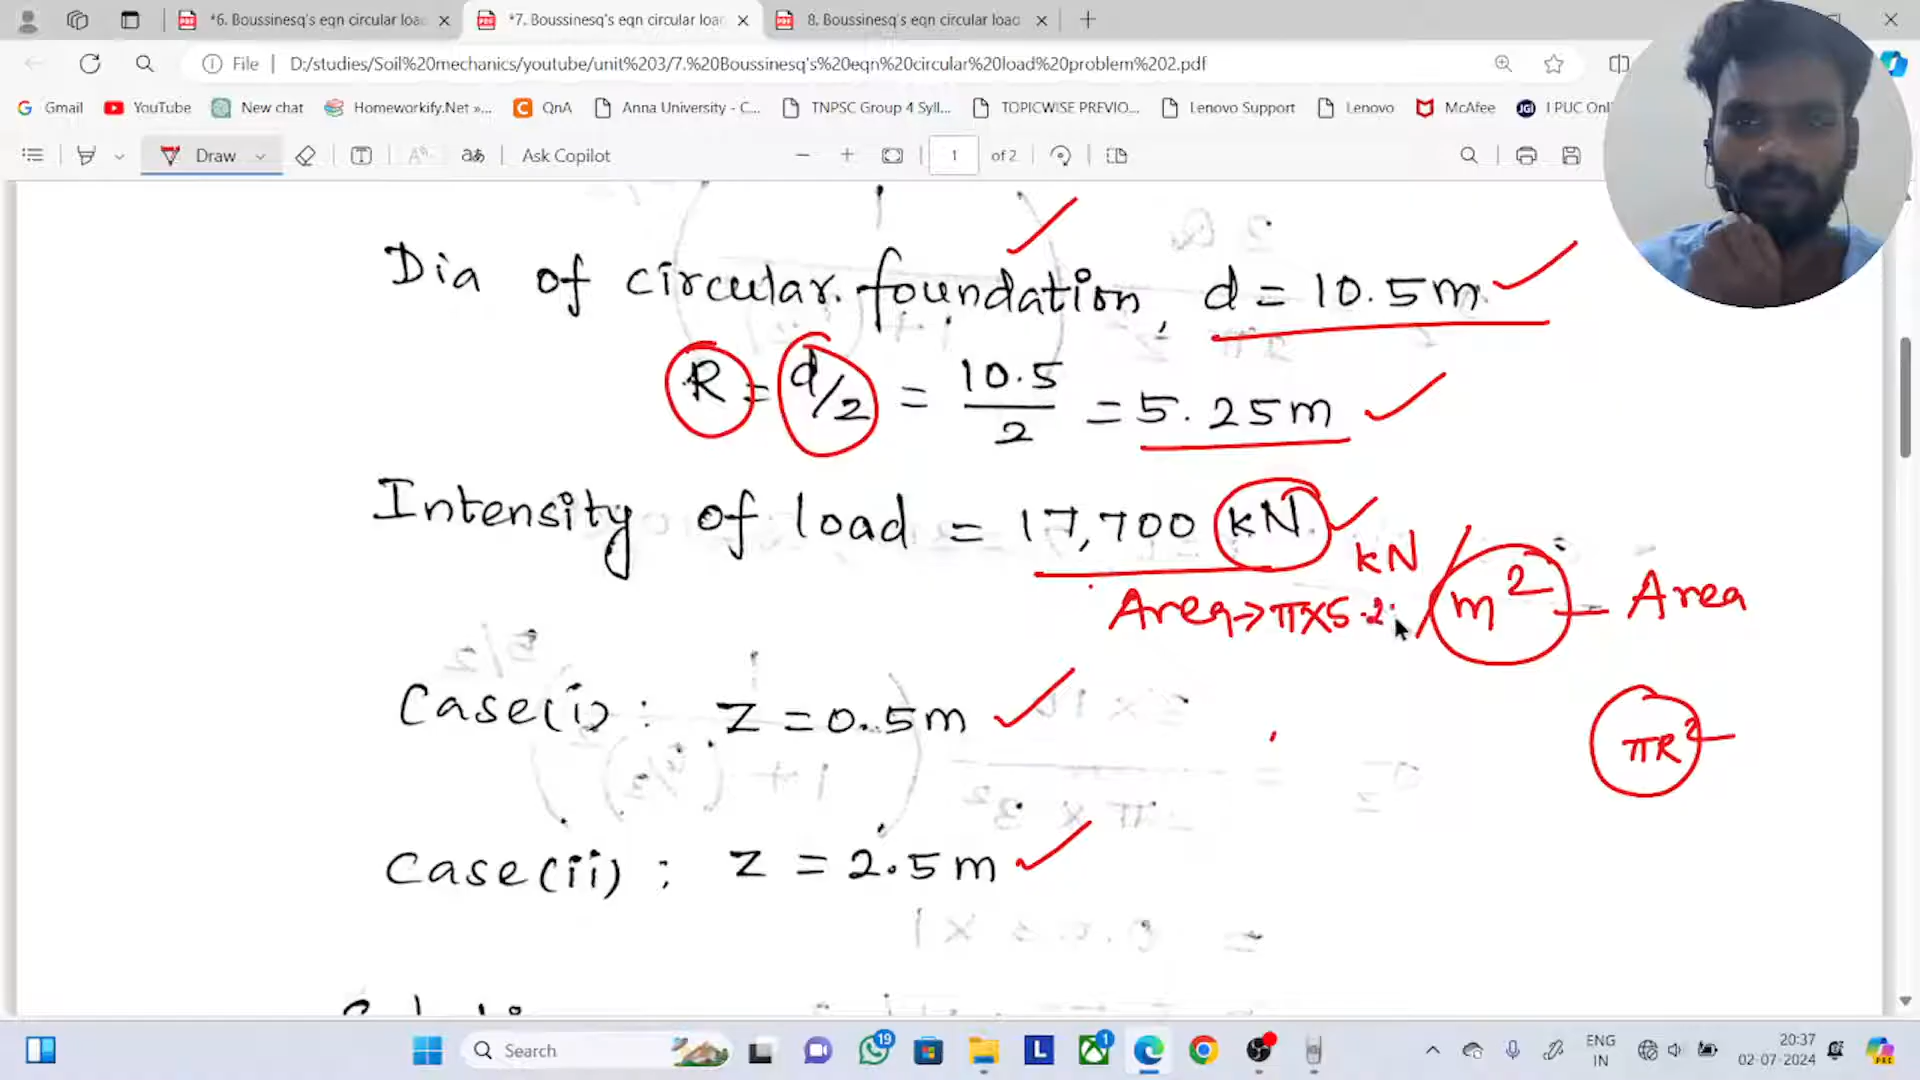 *6. Boussinesq's eqn circular loa
*7. Boussinesq's eqn circular loa
8. Boussinesq's eqn circular load
File | D:/studies/Soil%20mechanics/youtube/unit%203/7.%20Boussinesq's%20eqn%20circular%20load%20problem%202.pdf
Gmail YouTube New chat Homeworkify.Net »... QnA Anna University - C... TNPSC Group 4 Syll... TOPICWISE PREVIO... Lenovo Support Lenovo McAfee I PUC Onl
Draw Ask Copilot 1 of 2
Dia of circular foundation, d = 10.5m
R = d/2 = 10.5/2 = 5.25m
Intensity of load = 17,700 kN
kN/m² - Area
Area → π×5.2
πR²
Case(i) : Z = 0.5m
Case(ii) : Z = 2.5m
Search
19
1
ENG
IN
20:37
02-07-2024